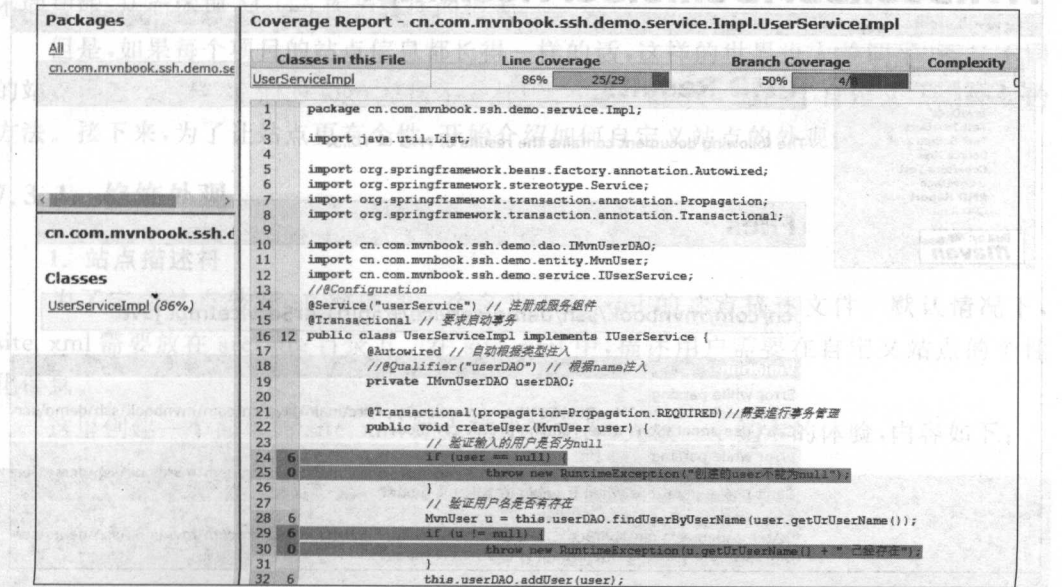 Packages
All
cn.com.mvnbook.ssh.demo.se
cn.com.mvnbook.ssh.d
Classes
UserServiceImpl (86%)
Coverage Report - cn.com.mvnbook.ssh.demo.service.Impl.UserServiceImpl
Classes in this File Line Coverage Branch Coverage Complexity
UserServiceImpl 86% 25/29 50% 4/8
1 package cn.com.mvnbook.ssh.demo.service.Impl;
2
3 import java.util.List;
4
5 import org.springframework.beans.factory.annotation.Autowired;
6 import org.springframework.stereotype.Service;
7 import org.springframework.transaction.annotation.Propagation;
8 import org.springframework.transaction.annotation.Transactional;
9
10 import cn.com.mvnbook.ssh.demo.dao.IMvnUserDAO;
11 import cn.com.mvnbook.ssh.demo.entity.MvnUser;
12 import cn.com.mvnbook.ssh.demo.service.IUserService;
13 //@Configuration
14 @Service("userService") // 注册成服务组件
15 @Transactional // 要求启动事务
16 12 public class UserServiceImpl implements IUserService {
17 @Autowired // 自动根据类型注入
18 //@Qualifier("userDAO") // 根据name注入
19 private IMvnUserDAO userDAO;
20
21 @Transactional(propagation=Propagation.REQUIRED)//需要进行事务管理
22 public void createUser(MvnUser user) {
23 // 验证输入的用户是否为null
24 6 if (user == null) {
25 0 throw new RuntimeException("创建的user不能为null");
26 }
27 // 验证用户名是否有存在
28 6 MvnUser u = this.userDAO.findUserByUserName(user.getUrUserName());
29 6 if (u != null) {
30 0 throw new RuntimeException(u.getUrUserName() + " 已经存在");
31 }
32 6 this.userDAO.addUser(user);